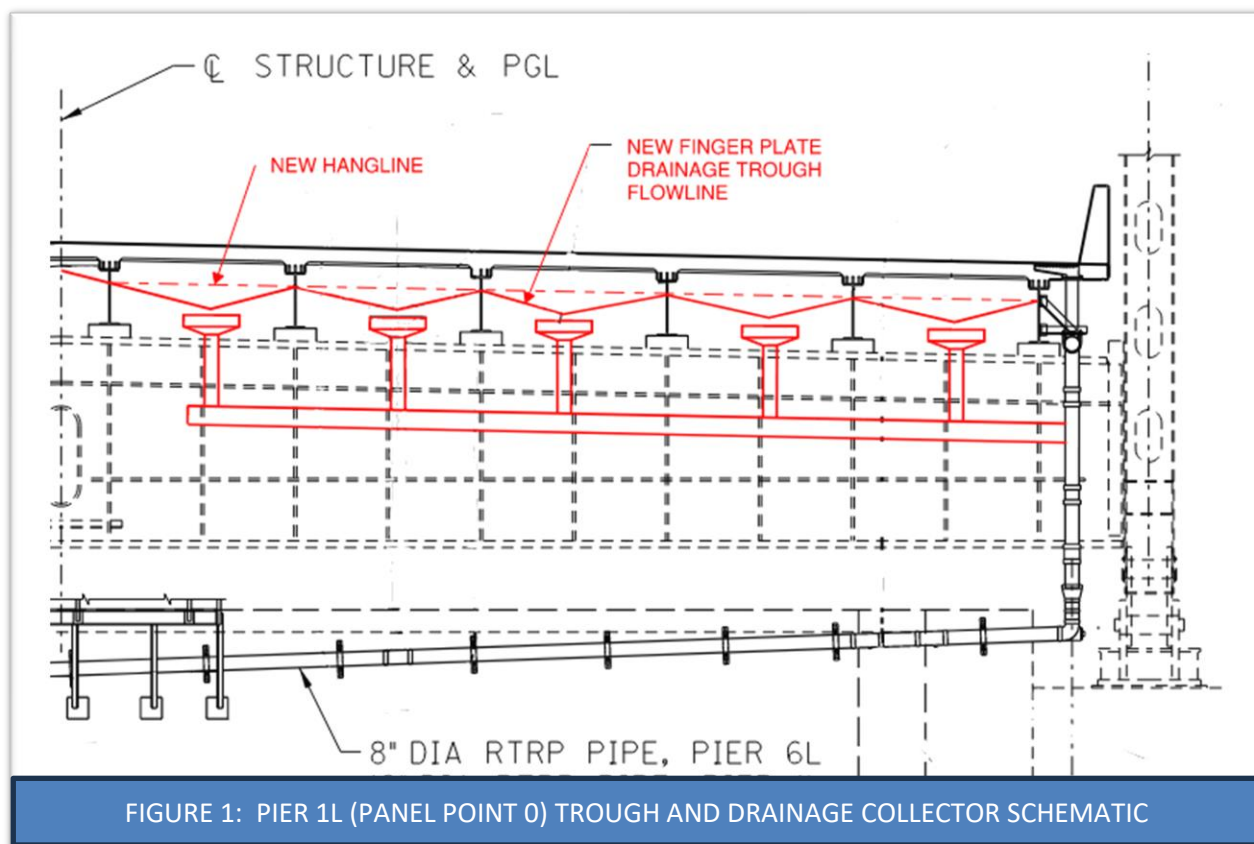 ℄ STRUCTURE & PGL
NEW HANGLINE
NEW FINGER PLATE
DRAINAGE TROUGH
FLOWLINE
8" DIA RTRP PIPE, PIER 6L
FIGURE 1: PIER 1L (PANEL POINT 0) TROUGH AND DRAINAGE COLLECTOR SCHEMATIC